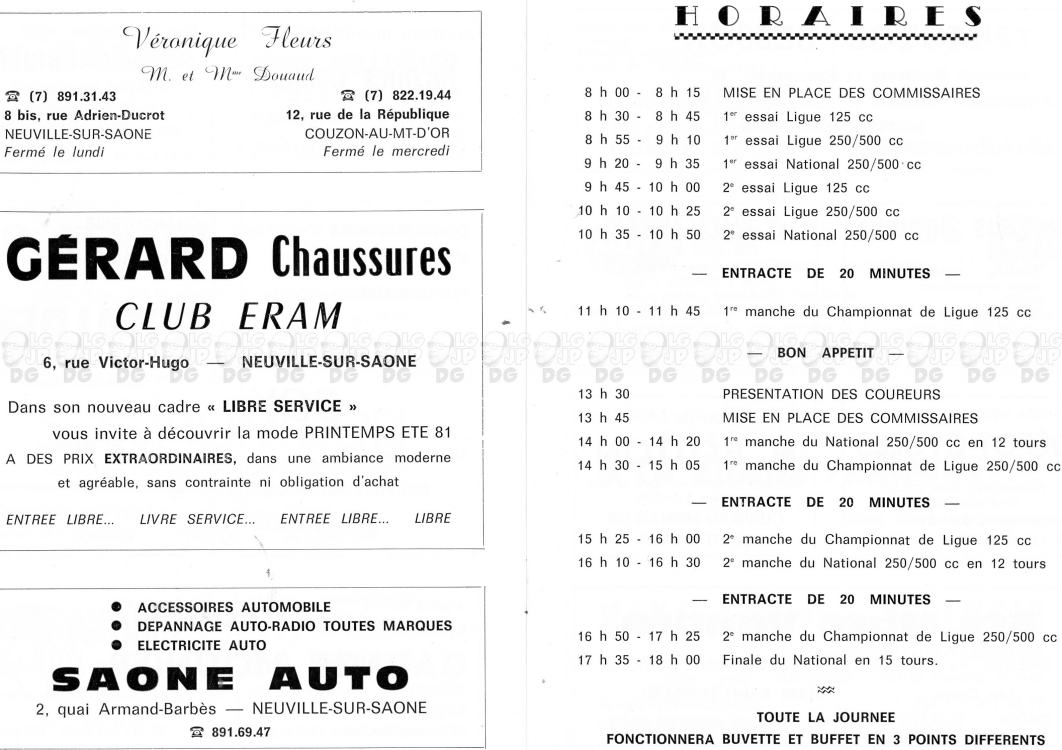 Véronique Fleurs
M. et Mme Douaud
☎ (7) 891.31.43
8 bis, rue Adrien-Ducrot
NEUVILLE-SUR-SAONE
Fermé le lundi
☎ (7) 822.19.44
12, rue de la République
COUZON-AU-MT-D'OR
Fermé le mercredi
GÉRARD Chaussures
CLUB ERAM
6, rue Victor-Hugo — NEUVILLE-SUR-SAONE
Dans son nouveau cadre « LIBRE SERVICE »
vous invite à découvrir la mode PRINTEMPS ETE 81
A DES PRIX EXTRAORDINAIRES, dans une ambiance moderne
et agréable, sans contrainte ni obligation d'achat
ENTREE LIBRE... LIVRE SERVICE... ENTREE LIBRE... LIBRE
● ACCESSOIRES AUTOMOBILE
● DEPANNAGE AUTO-RADIO TOUTES MARQUES
● ELECTRICITE AUTO
SAONE AUTO
2, quai Armand-Barbès — NEUVILLE-SUR-SAONE
☎ 891.69.47
HORAIRES
8 h 00 - 8 h 15 MISE EN PLACE DES COMMISSAIRES
8 h 30 - 8 h 45 1er essai Ligue 125 cc
8 h 55 - 9 h 10 1er essai Ligue 250/500 cc
9 h 20 - 9 h 35 1er essai National 250/500 cc
9 h 45 - 10 h 00 2e essai Ligue 125 cc
10 h 10 - 10 h 25 2e essai Ligue 250/500 cc
10 h 35 - 10 h 50 2e essai National 250/500 cc
— ENTRACTE DE 20 MINUTES —
11 h 10 - 11 h 45 1re manche du Championnat de Ligue 125 cc
— BON APPETIT —
13 h 30 PRESENTATION DES COUREURS
13 h 45 MISE EN PLACE DES COMMISSAIRES
14 h 00 - 14 h 20 1re manche du National 250/500 cc en 12 tours
14 h 30 - 15 h 05 1re manche du Championnat de Ligue 250/500 cc
— ENTRACTE DE 20 MINUTES —
15 h 25 - 16 h 00 2e manche du Championnat de Ligue 125 cc
16 h 10 - 16 h 30 2e manche du National 250/500 cc en 12 tours
— ENTRACTE DE 20 MINUTES —
16 h 50 - 17 h 25 2e manche du Championnat de Ligue 250/500 cc
17 h 35 - 18 h 00 Finale du National en 15 tours.
TOUTE LA JOURNEE
FONCTIONNERA BUVETTE ET BUFFET EN 3 POINTS DIFFERENTS